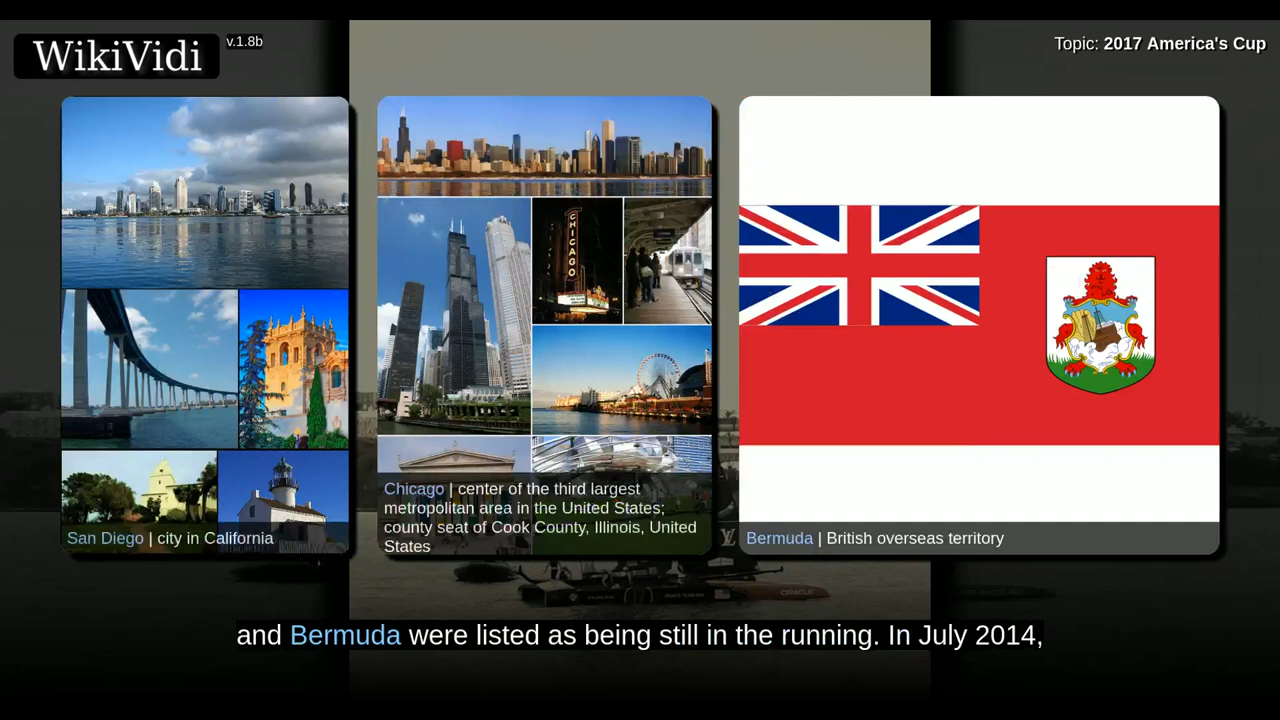 WikiVidi
v.1.8b
Topic: 2017 America's Cup
CHICAGO
San Diego | city in California
Chicago | center of the third largest
metropolitan area in the United States;
county seat of Cook County, Illinois, United
States
Bermuda | British overseas territory
ORACLE
and Bermuda were listed as being still in the running. In July 2014,